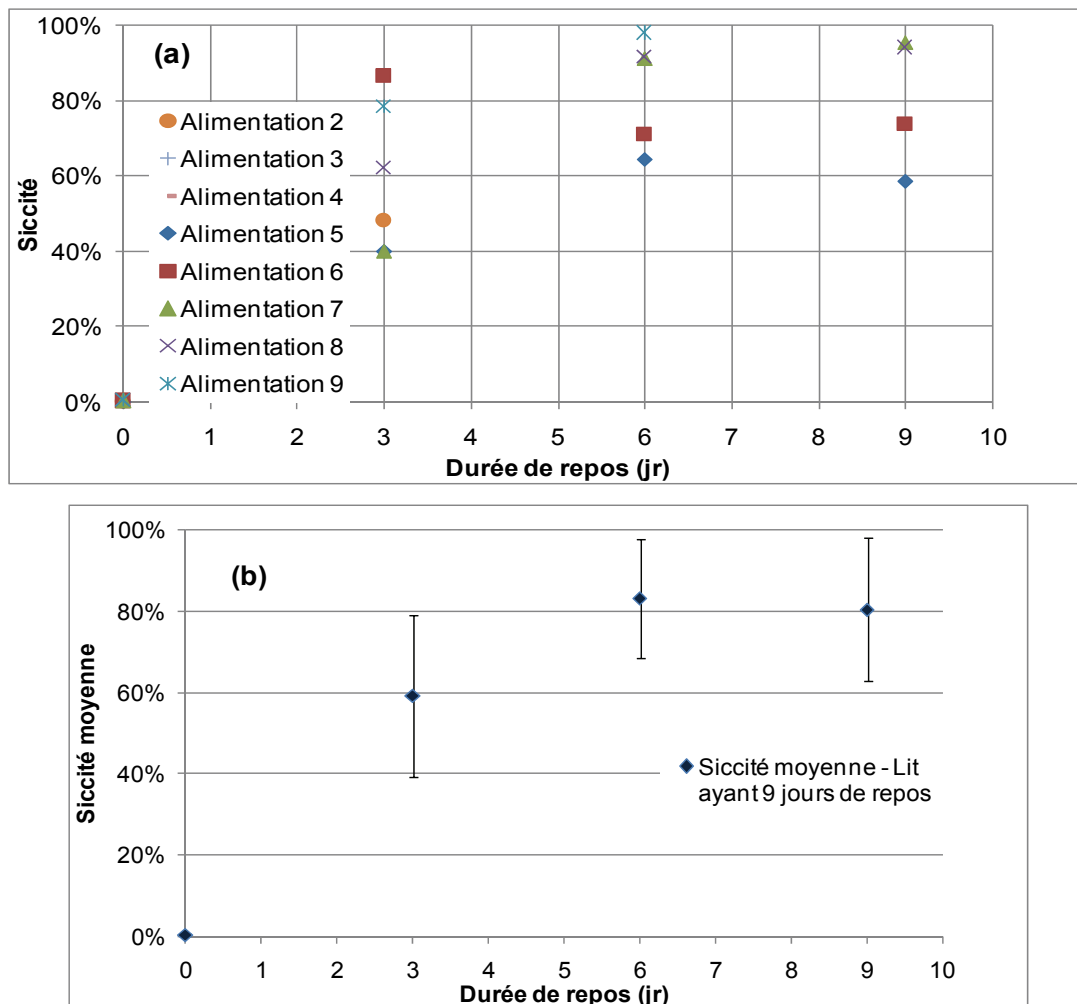 100%
(a)
80%
Alimentation 2
Alimentation 3
Alimentation 4
60%
Siccité
Alimentation 5
40%
Alimentation 6
Alimentation 7
20%
Alimentation 8
Alimentation 9
0%
0 1 2 3 4 5 6 7 8 9 10
Durée de repos (jr)
100%
(b)
80%
60%
Siccité moyenne
40%
Siccité moyenne - Lit
ayant 9 jours de repos
20%
0%
0 1 2 3 4 5 6 7 8 9 10
Durée de repos (jr)